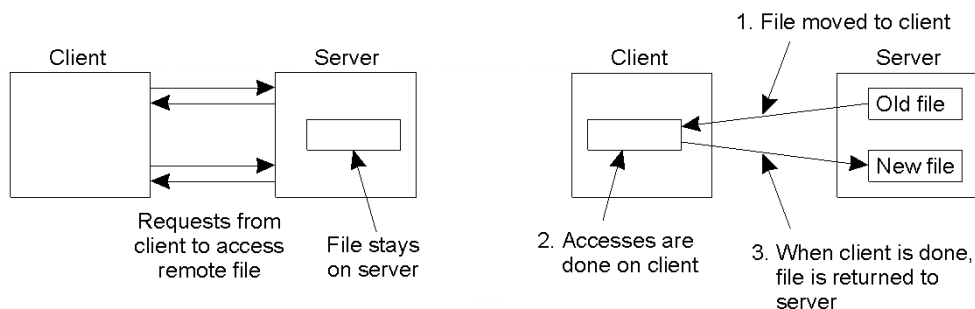 Client
Server
Requests from
client to access
remote file
File stays
on server
1. File moved to client
Client
Server
Old file
New file
2. Accesses are
done on client
3. When client is done,
file is returned to
server